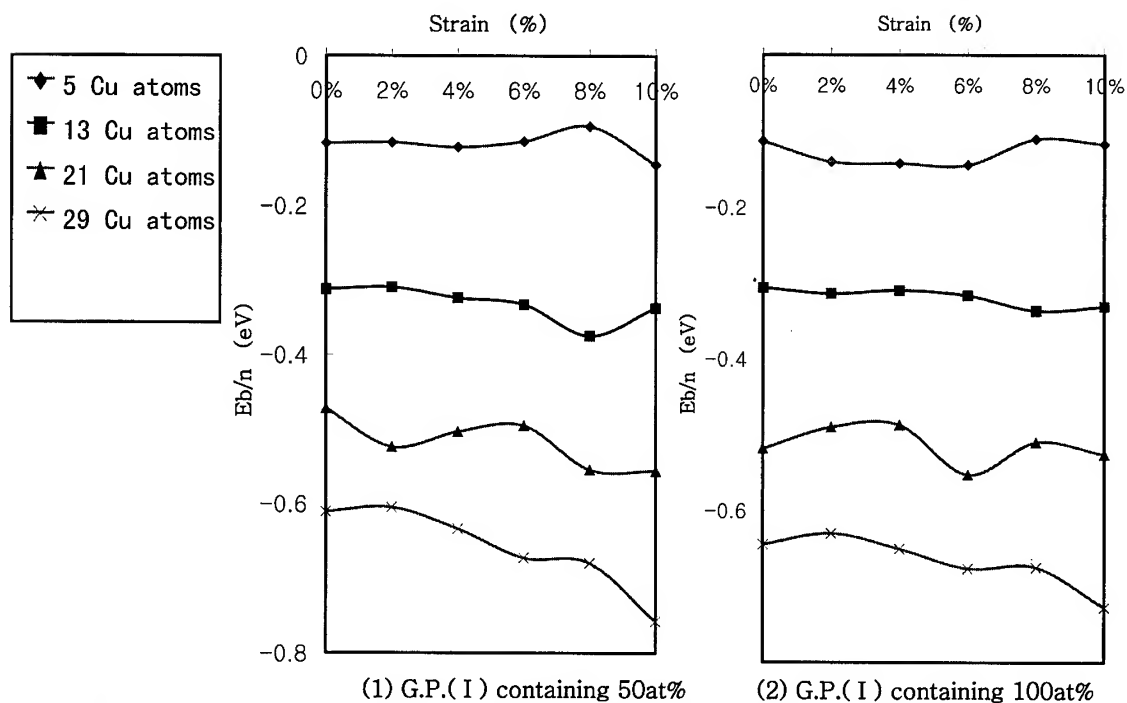 5 Cu atoms
13 Cu atoms
21 Cu atoms
29 Cu atoms
Strain (%)
0
0% 2% 4% 6% 8% 10%
-0.2
-0.4
-0.6
-0.8
Eb/n (eV)
(1) G.P.(I) containing 50at%
Strain (%)
0% 2% 4% 6% 8% 10%
-0.2
-0.4
-0.6
Eb/n (eV)
(2) G.P.(I) containing 100at%